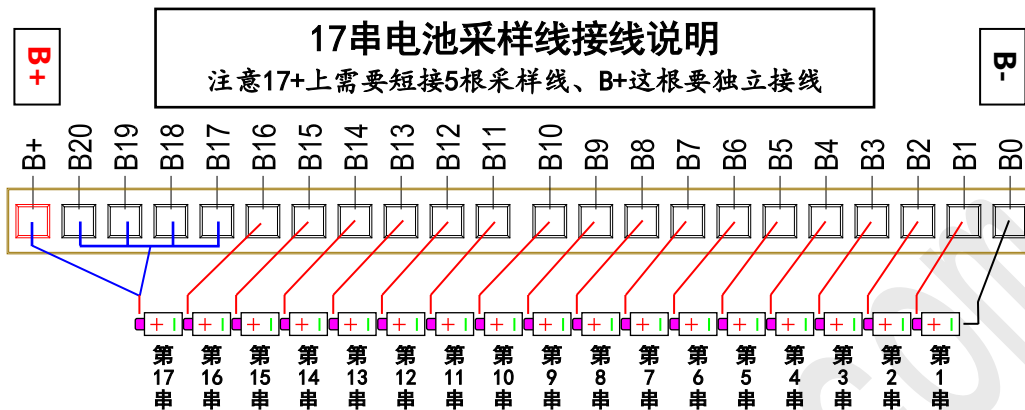 17串电池采样线接线说明
注意17+上需要短接5根采样线、B+这根要独立接线
B+
B-
B+ B20 B19 B18 B17 B16 B15 B14 B13 B12 B11 B10 B9 B8 B7 B6 B5 B4 B3 B2 B1 B0
第17串 第16串 第15串 第14串 第13串 第12串 第11串 第10串 第9串 第8串 第7串 第6串 第5串 第4串 第3串 第2串 第1串
com